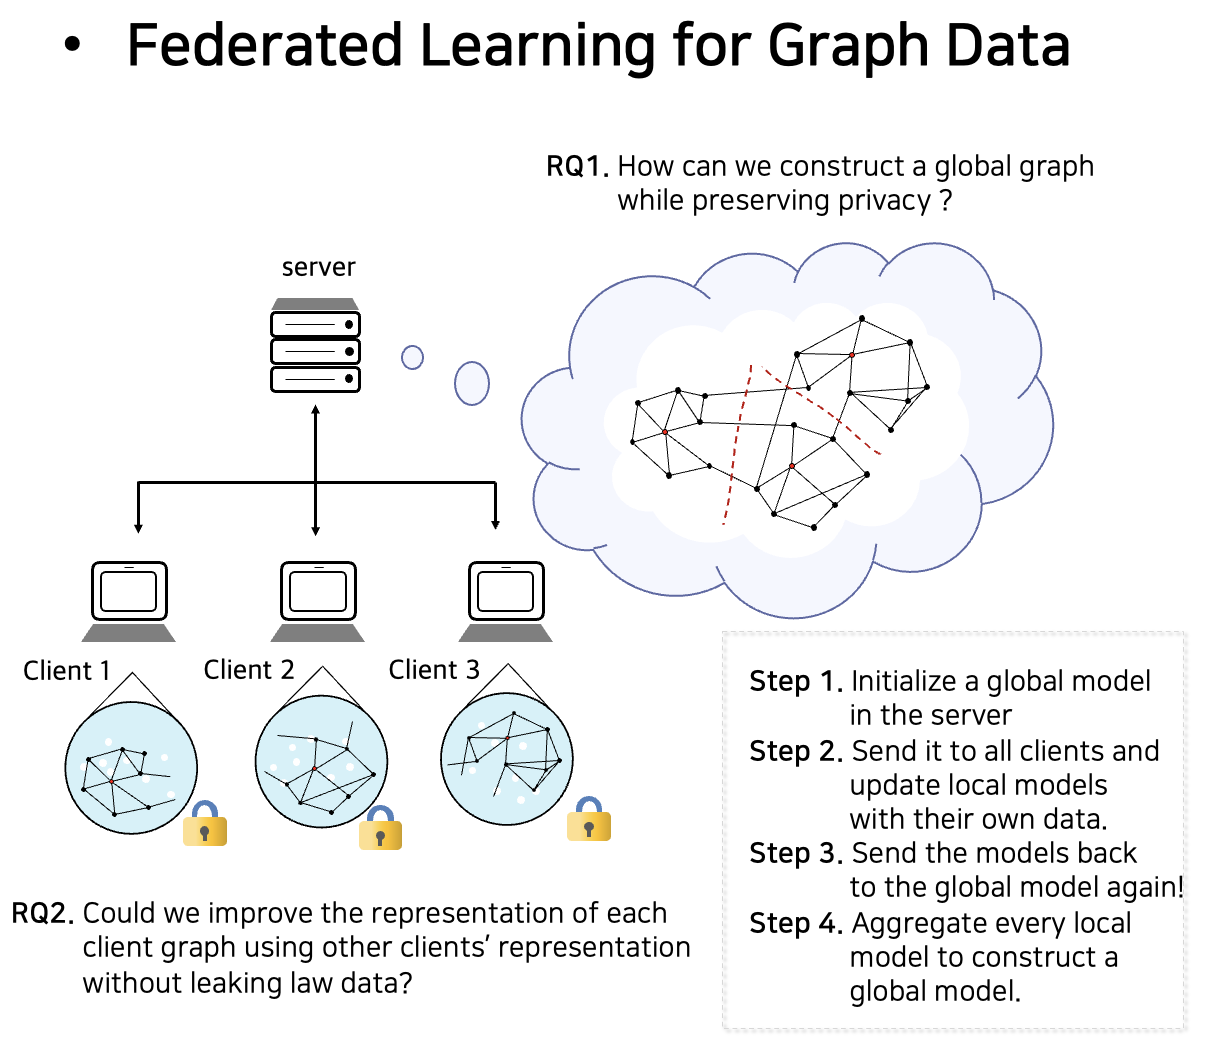 • Federated Learning for Graph Data
RQ1. How can we construct a global graph
while preserving privacy ?
server
Client 1
Client 2
Client 3
RQ2. Could we improve the representation of each
client graph using other clients' representation
without leaking law data?
Step 1. Initialize a global model
in the server
Step 2. Send it to all clients and
update local models
with their own data.
Step 3. Send the models back
to the global model again!
Step 4. Aggregate every local
model to construct a
global model.